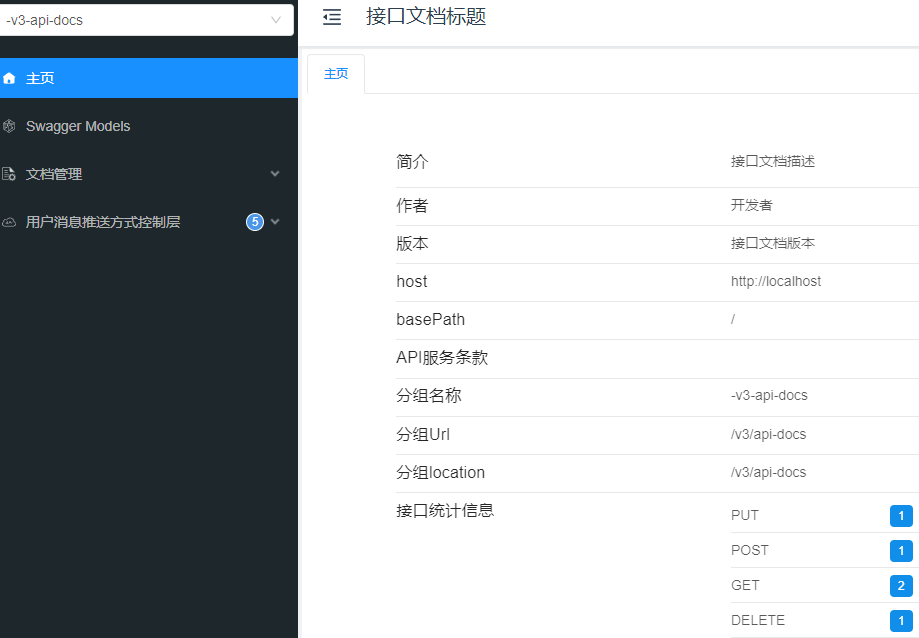 -v3-api-docs
接口文档标题
主页
主页
Swagger Models
文档管理
用户消息推送方式控制层 5
简介 接口文档描述
作者 开发者
版本 接口文档版本
host http://localhost
basePath /
API服务条款
分组名称 -v3-api-docs
分组Url /v3/api-docs
分组location /v3/api-docs
接口统计信息
PUT 1
POST 1
GET 2
DELETE 1